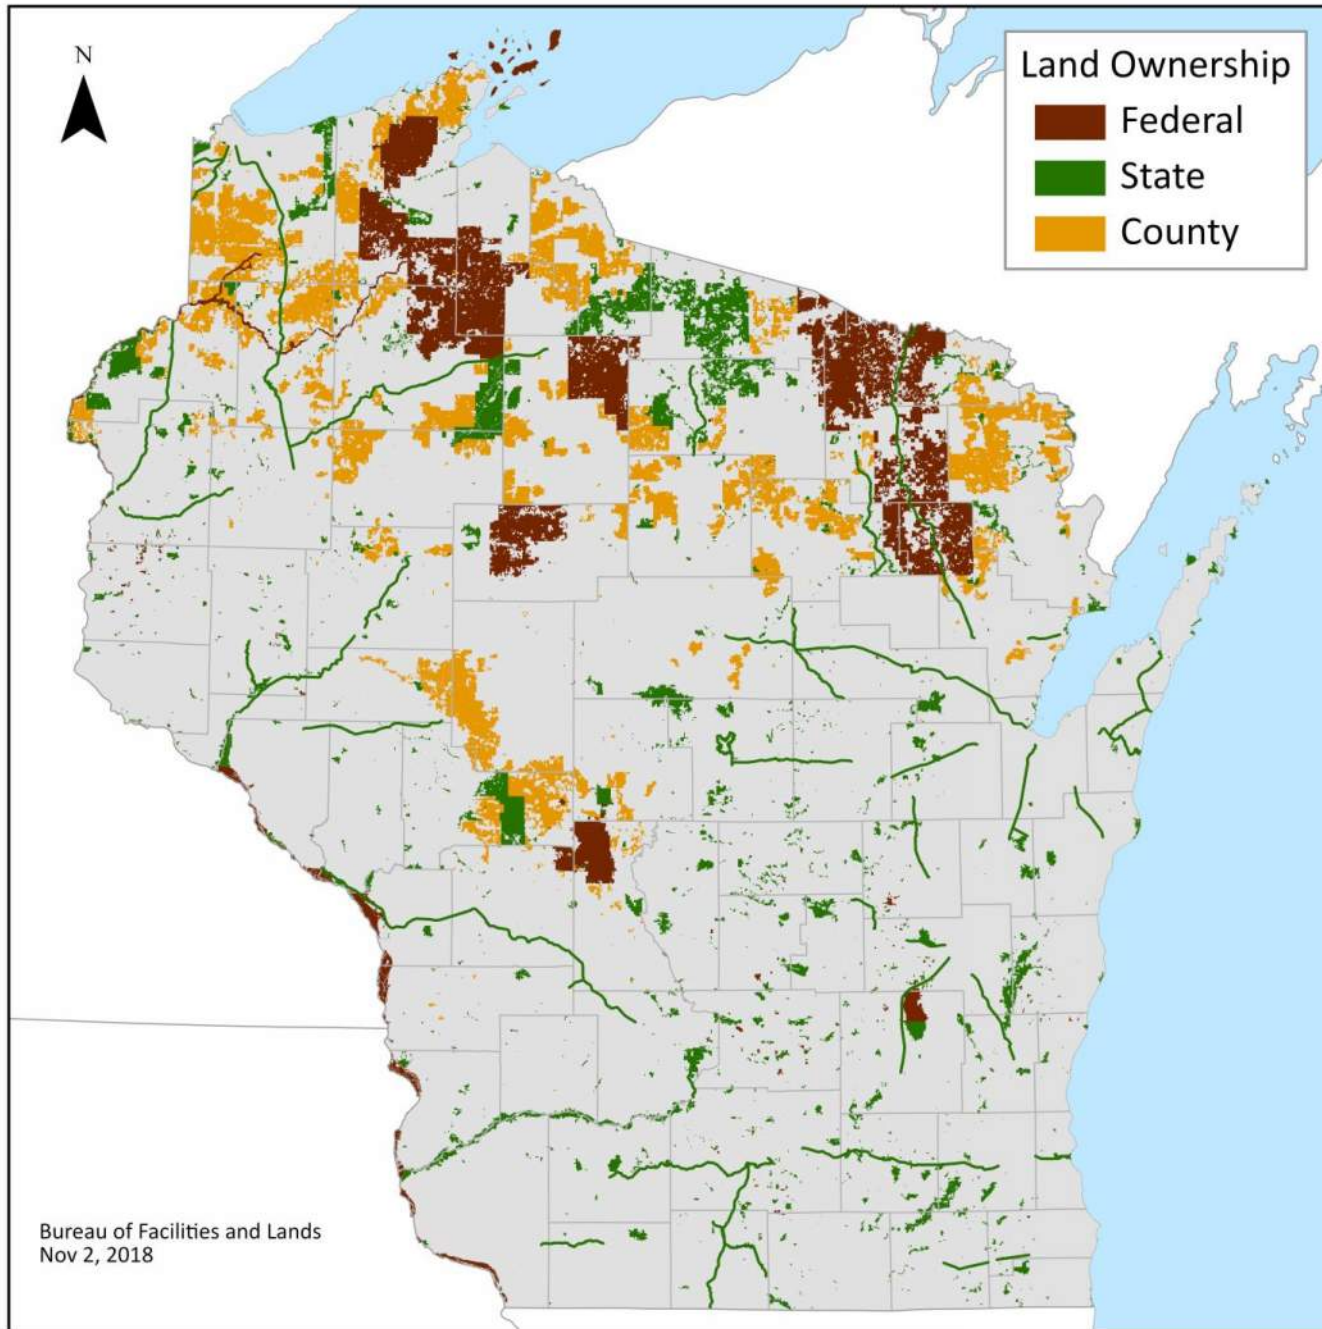 N
Land Ownership
Federal
State
County
Bureau of Facilities and Lands
Nov 2, 2018